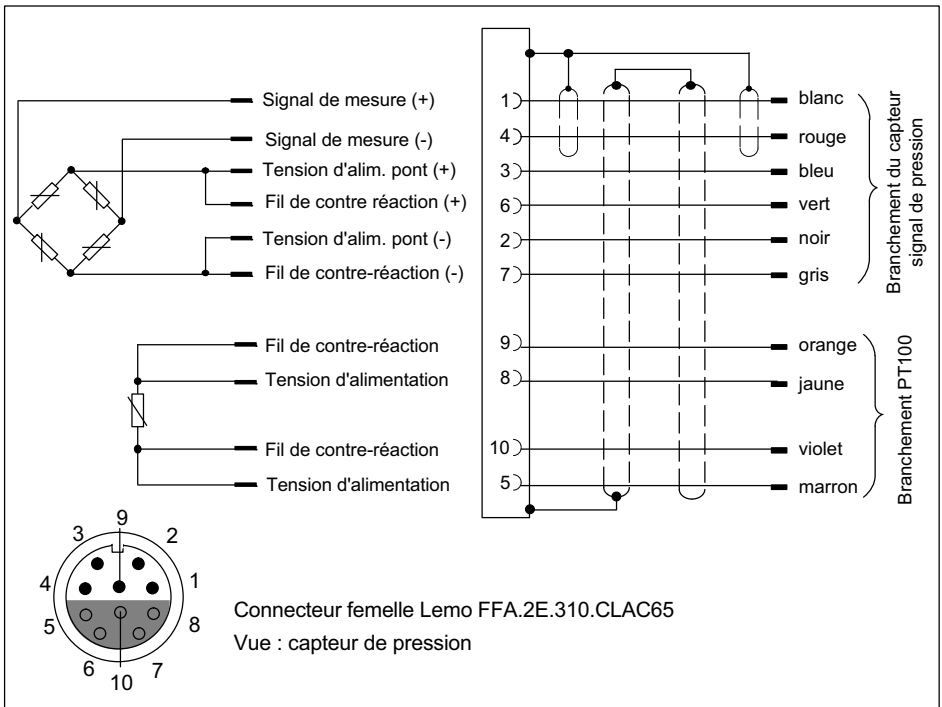 Signal de mesure (+)
Signal de mesure (-)
Tension d'alim. pont (+)
Fil de contre réaction (+)
Tension d'alim. pont (-)
Fil de contre-réaction (-)
Fil de contre-réaction
Tension d'alimentation
Fil de contre-réaction
Tension d'alimentation
1 blanc
4 rouge
3 bleu
6 vert
2 noir
7 gris
9 orange
8 jaune
10 violet
5 marron
Branchement du capteur
signal de pression
Branchement PT100
9
3 2
4 1
5 8
6 7
10
Connecteur femelle Lemo FFA.2E.310.CLAC65
Vue : capteur de pression